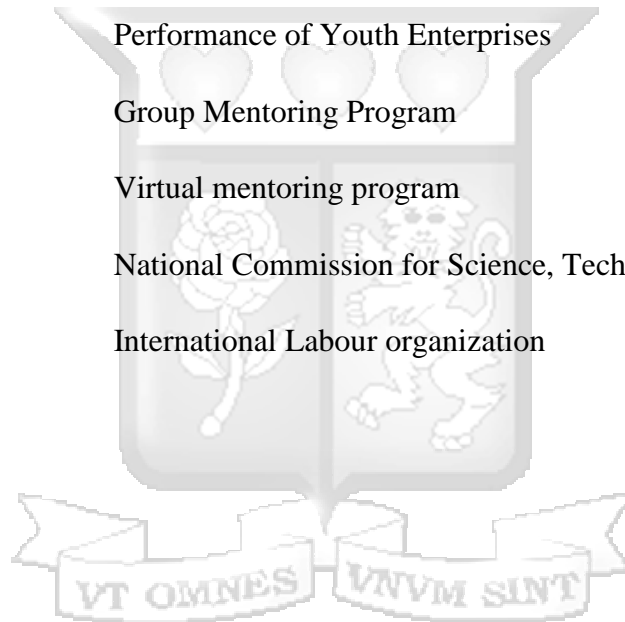 Performance of Youth Enterprises
Group Mentoring Program
Virtual mentoring program
National Commission for Science, Tech
International Labour organization
VT OMNES VNVM SINT